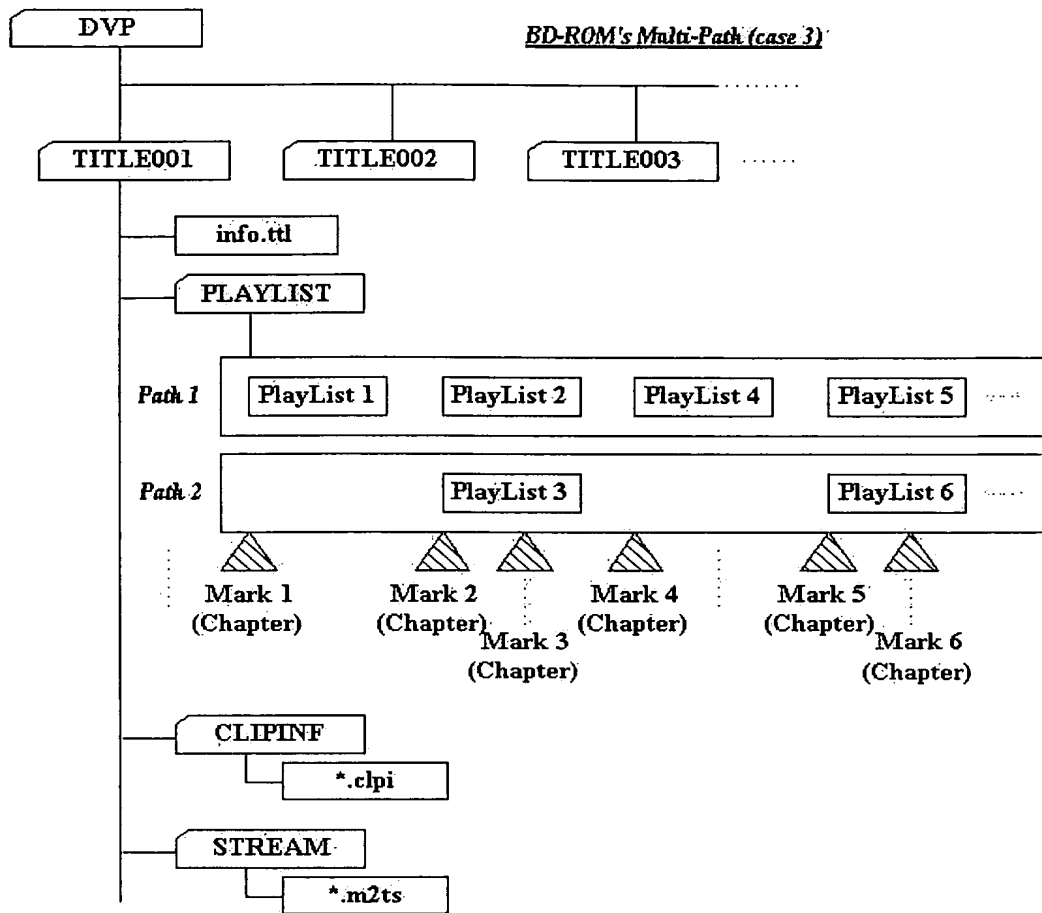 DVP
BD-ROM's Multi-Path (case 3)
TITLE001
TITLE002
TITLE003
info.ttl
PLAYLIST
Path 1
PlayList 1
PlayList 2
PlayList 4
PlayList 5
Path 2
PlayList 3
PlayList 6
Mark 1
(Chapter)
Mark 2
(Chapter)
Mark 3
(Chapter)
Mark 4
(Chapter)
Mark 5
(Chapter)
Mark 6
(Chapter)
CLIPINF
*.clpi
STREAM
*.m2ts